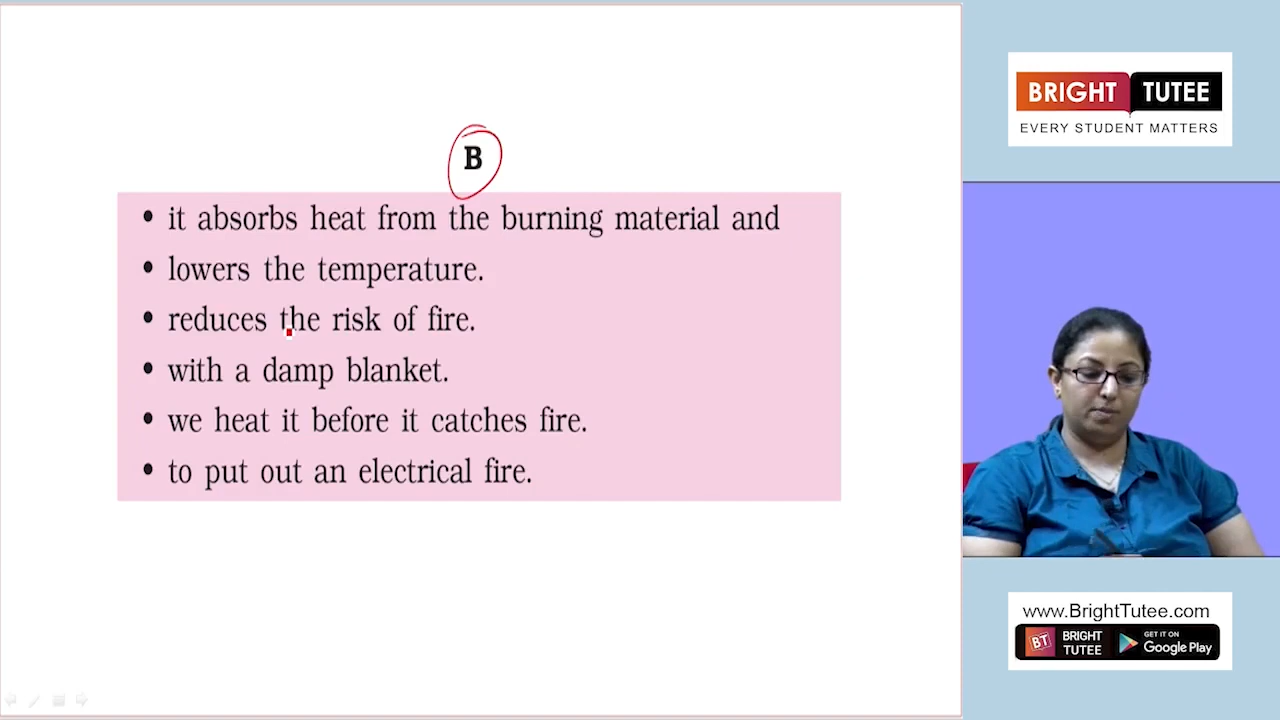 B
• it absorbs heat from the burning material and
• lowers the temperature.
• reduces the risk of fire.
• with a damp blanket.
• we heat it before it catches fire.
• to put out an electrical fire.
BRIGHT TUTEE
EVERY STUDENT MATTERS
www.BrightTutee.com
BT BRIGHT TUTEE
GET IT ON
Google Play